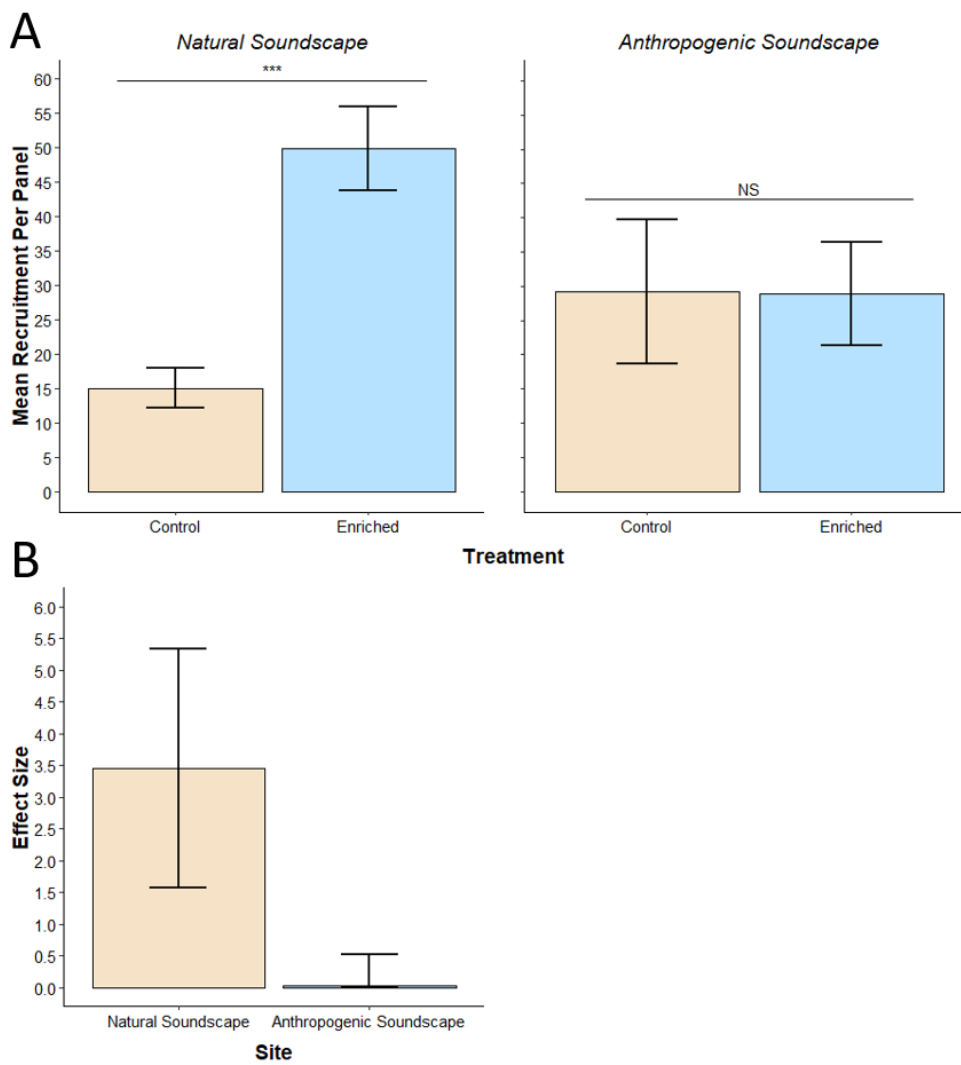 A
Natural Soundscape
Anthropogenic Soundscape
***
NS
60
55
50
45
40
35
30
25
20
15
10
5
0
Mean Recruitment Per Panel
Control
Enriched
Control
Enriched
Treatment
B
6.0
5.5
5.0
4.5
4.0
3.5
3.0
2.5
2.0
1.5
1.0
0.5
0.0
Effect Size
Natural Soundscape
Anthropogenic Soundscape
Site